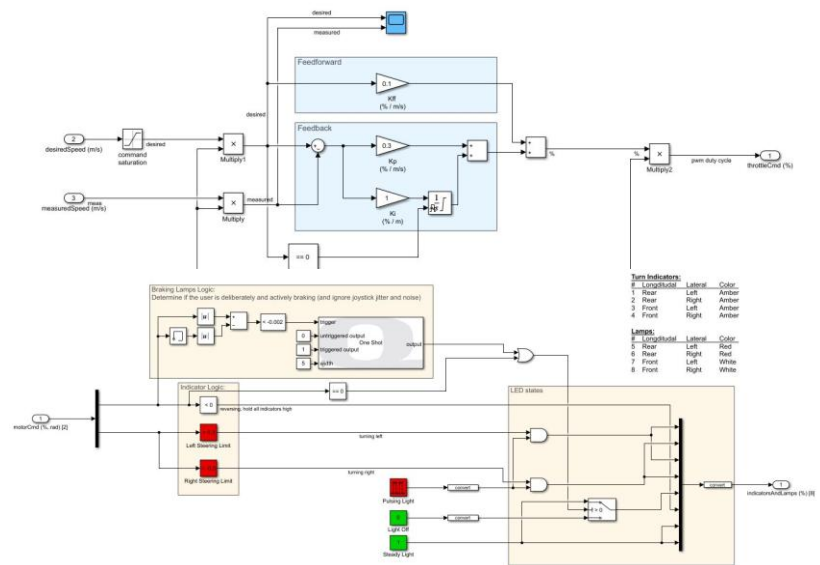 desired
measured
Feedforward
0.1
Kff
(% / m/s)
desired
Feedback
2
desiredSpeed (m/s)
command
saturation
desired
×
Multiply1
+
-
0.3
Kp
(% / m/s)
+
+
+
+
%
%
×
Multiply2
pwm duty cycle
1
throttleCmd (%)
3
measuredSpeed (m/s)
meas
×
Multiply
measured
1
Ki
(% / m)
== 0
Braking Lamps Logic:
Determine if the user is deliberately and actively braking (and ignore joystick jitter and noise)
|u|
|u|
+
-
< -0.002
trigger
0
untriggered output
1
triggered output
5
width
One Shot
output
Turn Indicators:
# Longditudal Lateral Color
1 Rear Left Amber
2 Rear Right Amber
3 Front Left Amber
4 Front Right Amber
Lamps:
# Longditudal Lateral Color
5 Rear Left Red
6 Rear Right Red
7 Front Left White
8 Front Right White
Indicator Logic:
== 0
< 0
reversing, hold all indicators high
1
motorCmd (%, rad) [2]
Left Steering Limit
turning left
Right Steering Limit
turning right
LED states
Pulsing Light
convert
Light Off
convert
Steady Light
convert
1
indicatorsAndLamps (%) [8]